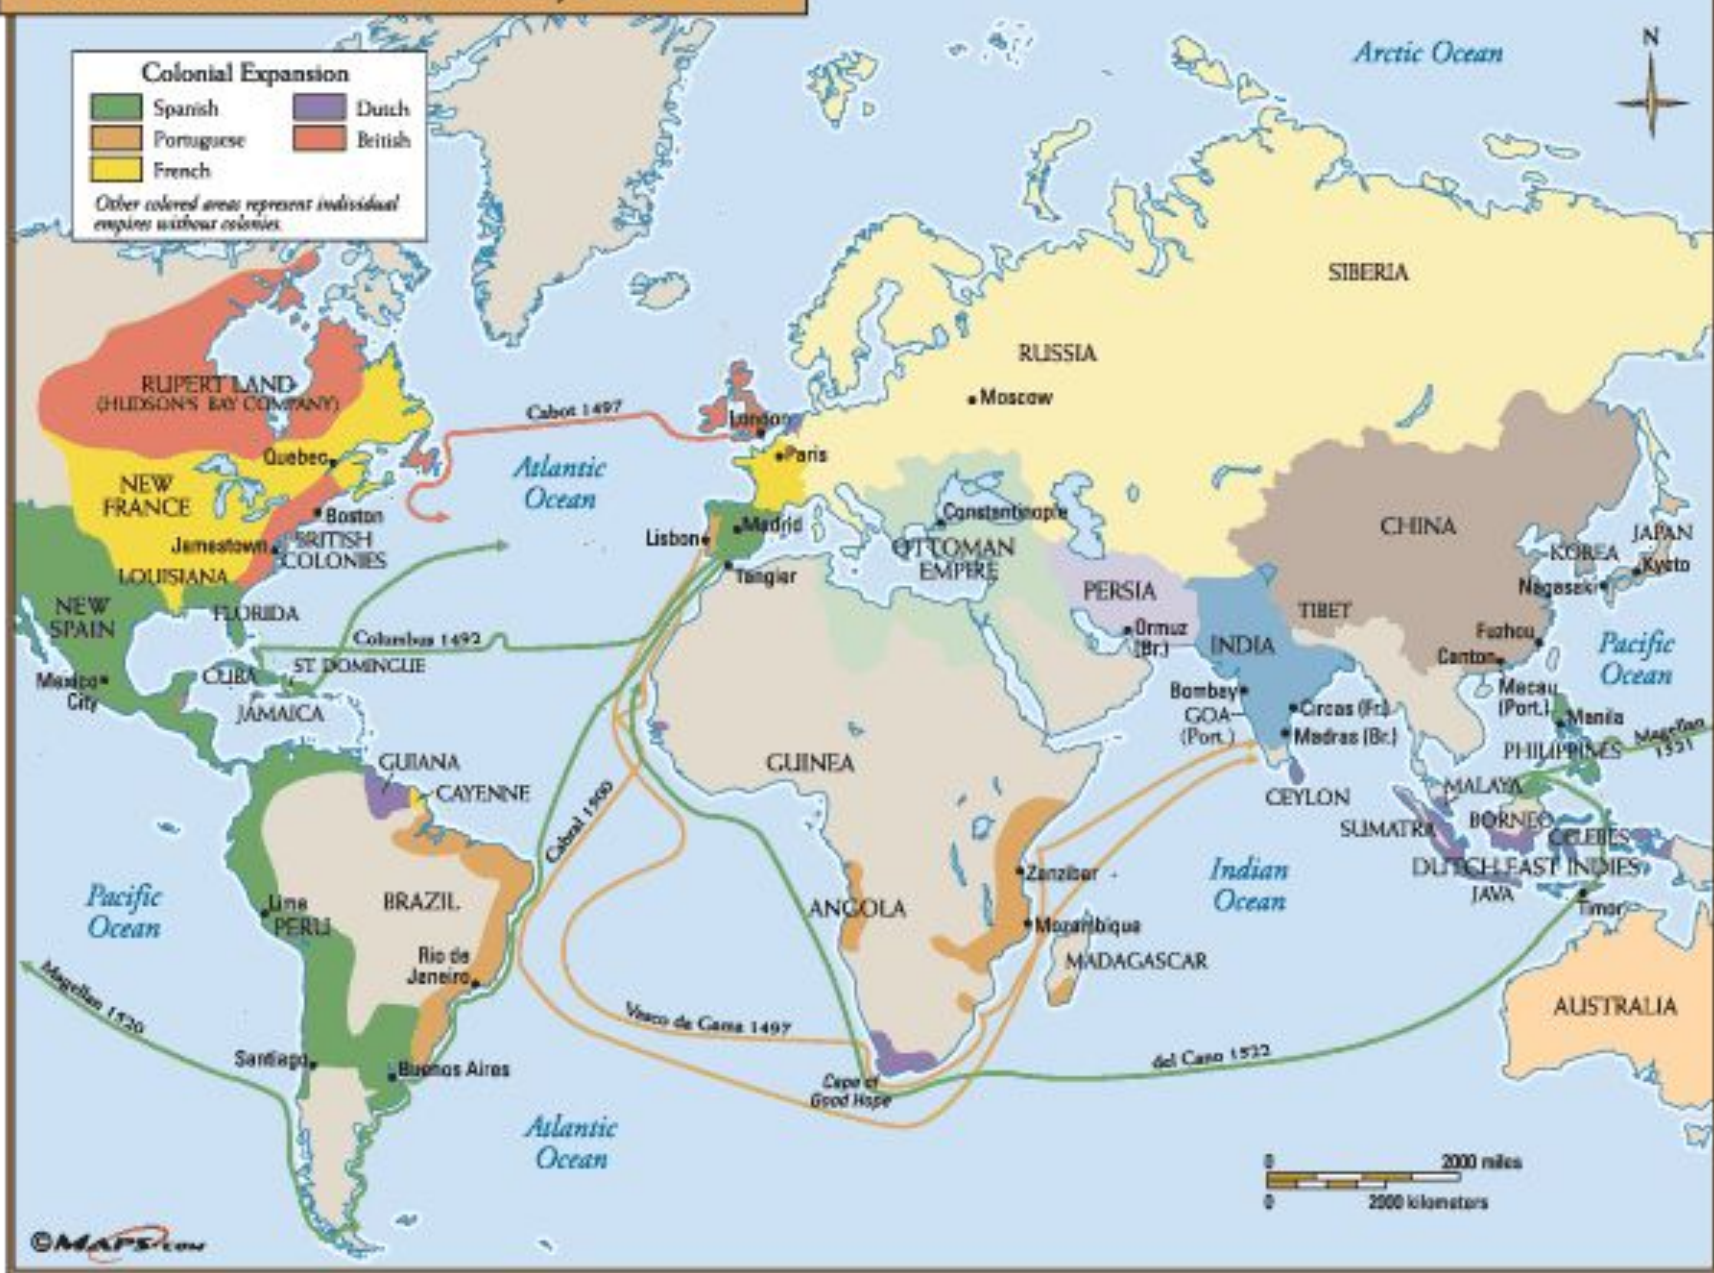 Colonial Expansion
Spanish
Portuguese
French
Dutch
British
Other colored areas represent individual
empires without colonies.
Arctic Ocean
N
SIBERIA
RUSSIA
Moscow
RUPERT LAND
(HUDSON'S BAY COMPANY)
Cabot 1497
London
Paris
Quebec
Atlantic
Ocean
NEW
FRANCE
Boston
Jamestown
BRITISH
COLONIES
LOUISIANA
Lisbon
Madrid
Tangier
Constantinople
OTTOMAN
EMPIRE
PERSIA
Ormuz
(Br.)
CHINA
JAPAN
KOREA
Kyoto
Nagasaki
TIBET
Fuzhou
Canton
Macau
(Port.)
Pacific
Ocean
NEW
SPAIN
FLORIDA
Columbus 1492
CUBA
ST DOMINGUE
Mexico
City
JAMAICA
INDIA
Bombay
GOA
(Port.)
Circas (Fr.)
Madras (Br.)
CEYLON
Manila
PHILIPPINES
Magellan
1521
MALAYA
BORNEO
SUMATRA
CELEBES
DUTCH EAST INDIES
JAVA
Timor
GUIANA
CAYENNE
GUINEA
Cabral 1500
Pacific
Ocean
Lima
PERU
BRAZIL
Rio de
Janeiro
ANGOLA
Zanzibar
Mozambique
MADAGASCAR
Indian
Ocean
AUSTRALIA
Magellan 1520
Vasco da Gama 1497
del Cano 1522
Santiago
Buenos Aires
Cape of
Good Hope
Atlantic
Ocean
0 2000 miles
0 2000 kilometers
©MAPS.COM